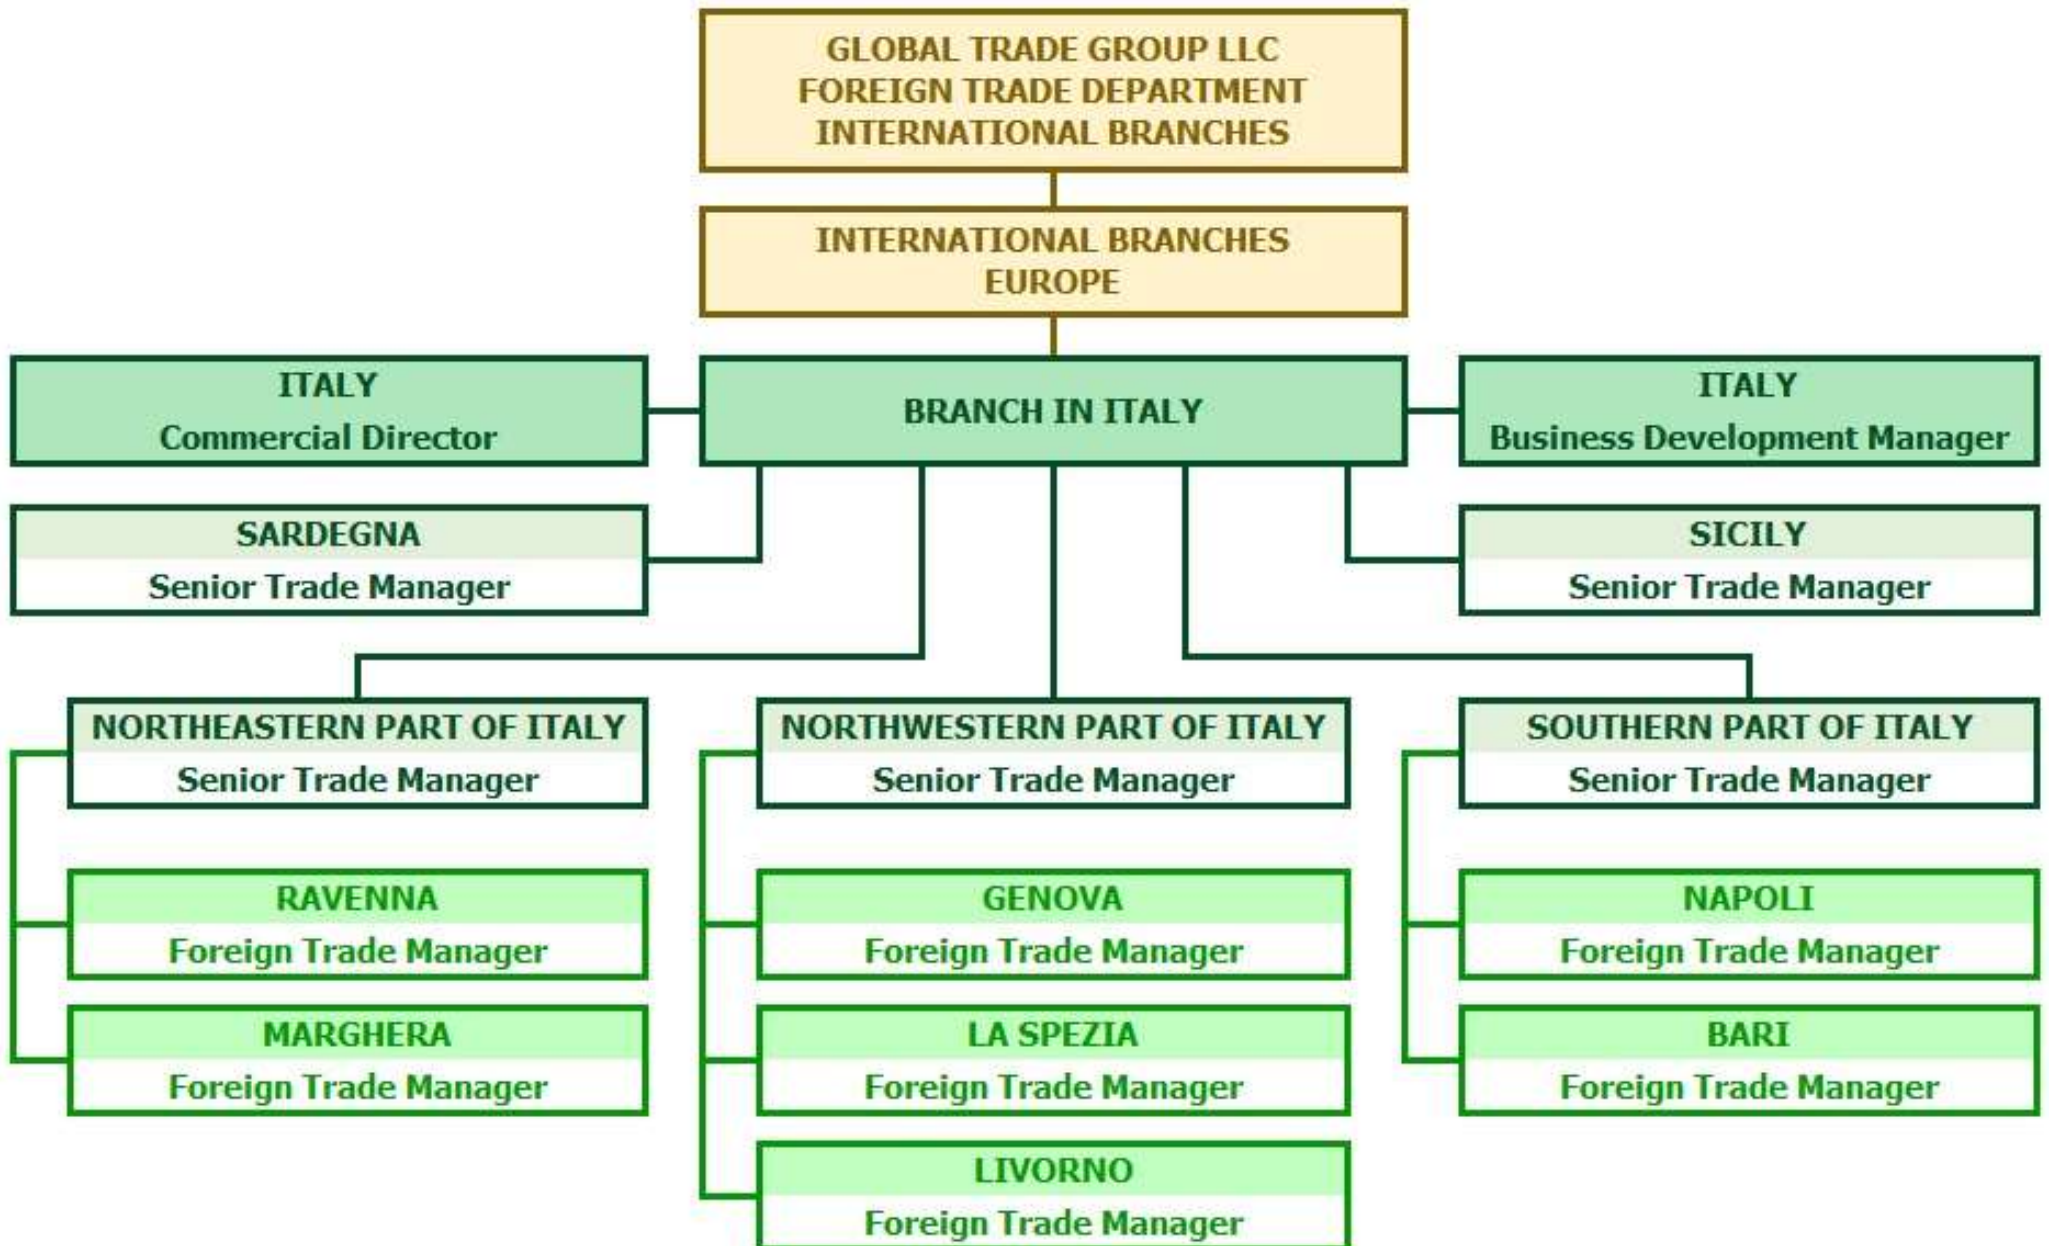 GLOBAL TRADE GROUP LLC
FOREIGN TRADE DEPARTMENT
INTERNATIONAL BRANCHES
INTERNATIONAL BRANCHES
EUROPE
ITALY
Commercial Director
BRANCH IN ITALY
ITALY
Business Development Manager
SARDEGNA
Senior Trade Manager
SICILY
Senior Trade Manager
NORTHEASTERN PART OF ITALY
Senior Trade Manager
NORTHWESTERN PART OF ITALY
Senior Trade Manager
SOUTHERN PART OF ITALY
Senior Trade Manager
RAVENNA
Foreign Trade Manager
MARGHERA
Foreign Trade Manager
GENOVA
Foreign Trade Manager
LA SPEZIA
Foreign Trade Manager
LIVORNO
Foreign Trade Manager
NAPOLI
Foreign Trade Manager
BARI
Foreign Trade Manager